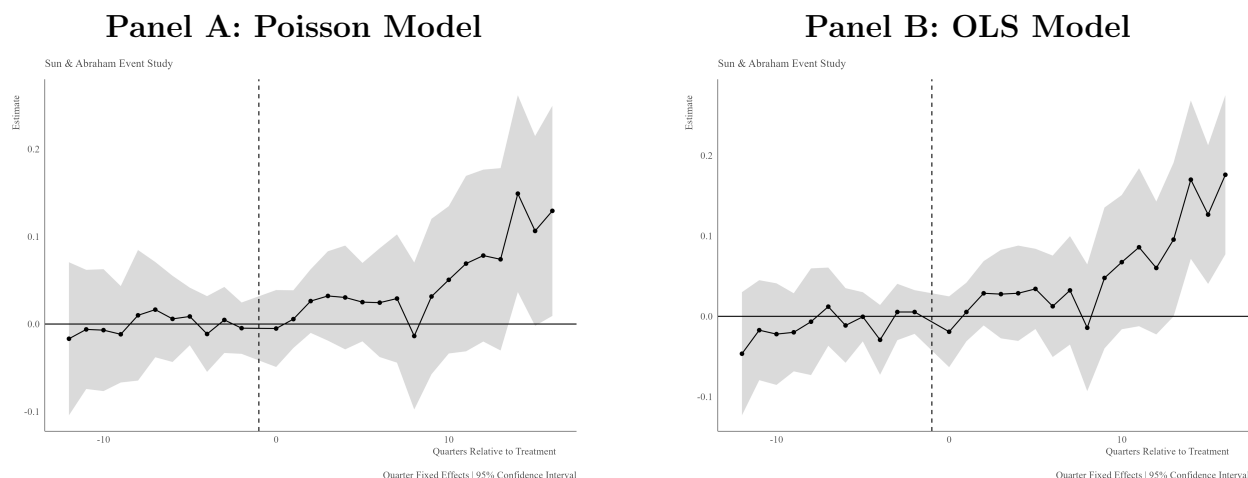 Panel A: Poisson Model
Sun & Abraham Event Study
Estimate
0.2
0.1
0.0
-0.1
-10 0 10
Quarters Relative to Treatment
Quarter Fixed Effects | 95% Confidence Interval
Panel B: OLS Model
Sun & Abraham Event Study
Estimate
0.2
0.1
0.0
-0.1
-10 0 10
Quarters Relative to Treatment
Quarter Fixed Effects | 95% Confidence Interval